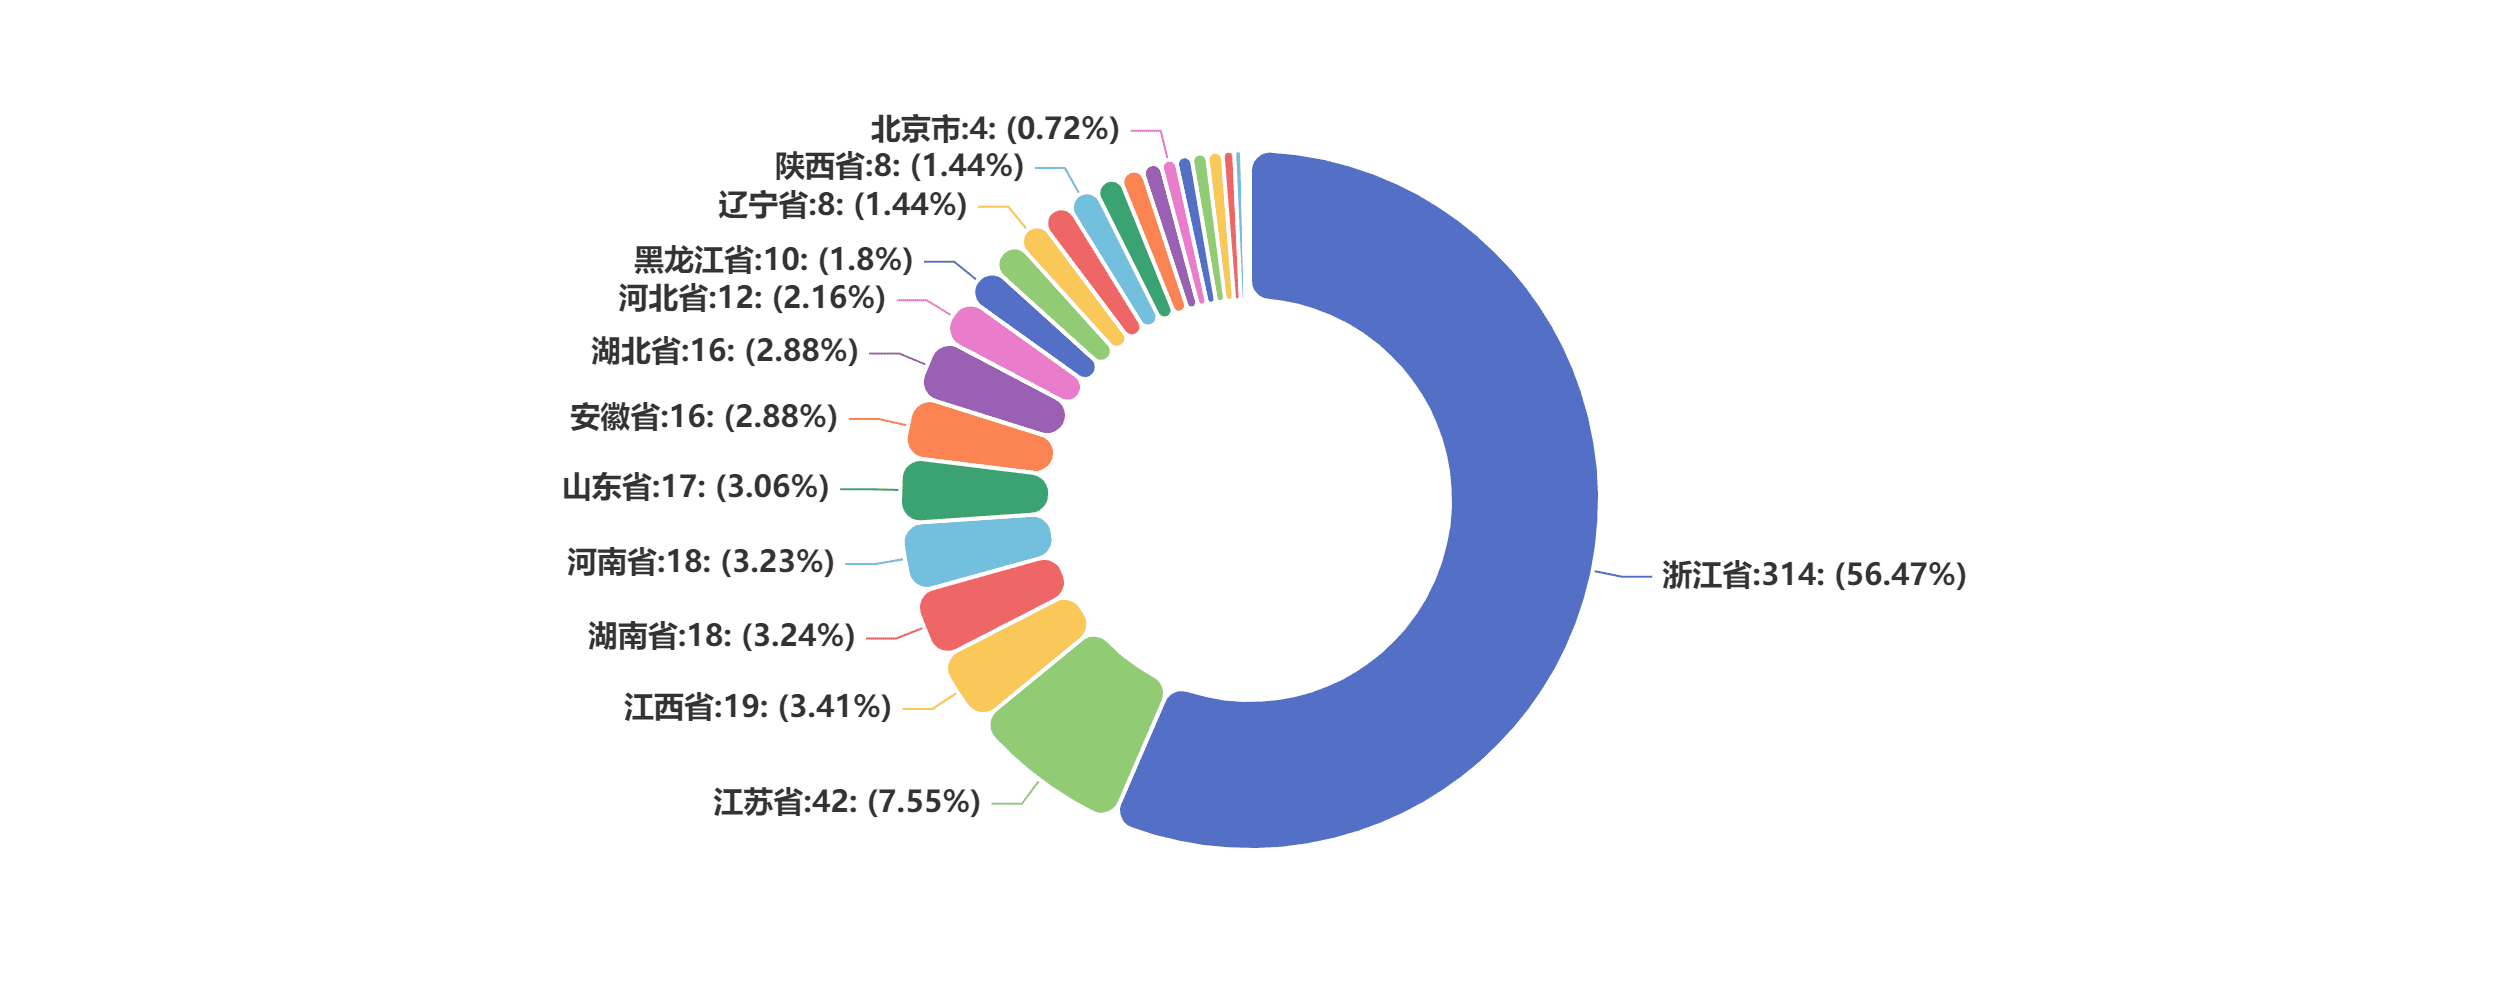 北京市:4: (0.72%)
陕西省:8: (1.44%)
辽宁省:8: (1.44%)
黑龙江省:10: (1.8%)
河北省:12: (2.16%)
湖北省:16: (2.88%)
安徽省:16: (2.88%)
山东省:17: (3.06%)
河南省:18: (3.23%)
浙江省:314: (56.47%)
湖南省:18: (3.24%)
江西省:19: (3.41%)
江苏省:42: (7.55%)